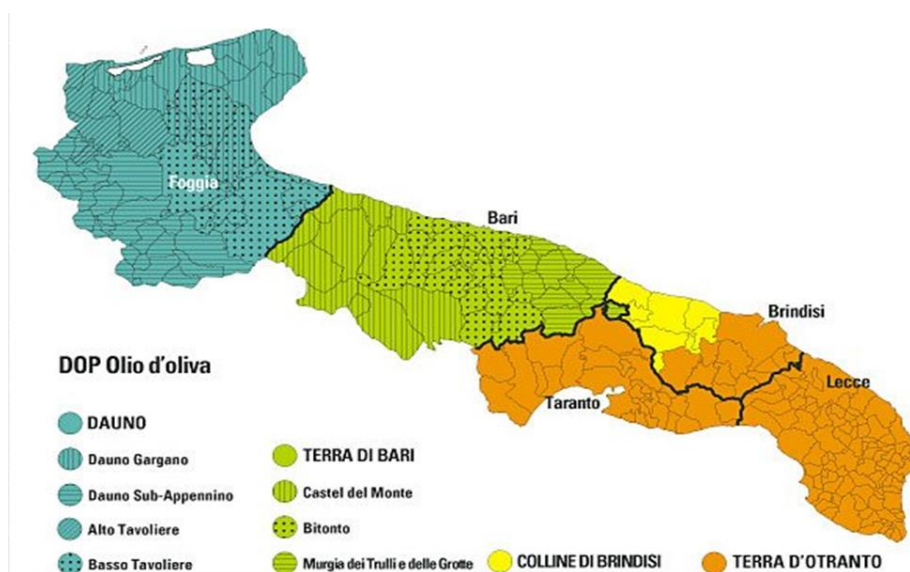 Foggia
Bari
Brindisi
Lecce
Taranto
DOP Olio d'oliva
DAUNO
Dauno Gargano
Dauno Sub-Appennino
Alto Tavoliere
Basso Tavoliere
TERRA DI BARI
Castel del Monte
Bitonto
Murgia dei Trulli e delle Grotte
COLLINE DI BRINDISI
TERRA D'OTRANTO